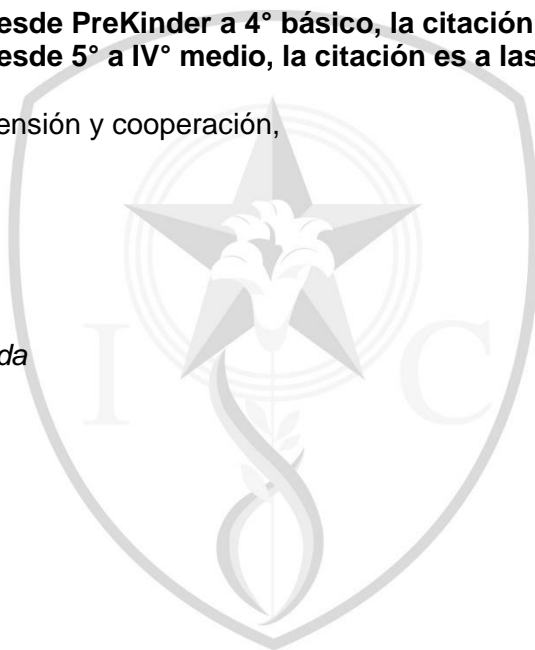 esde PreKinder a 4° básico, la citación
esde 5° a IV° medio, la citación es a las
ensión y cooperación,
da
I C